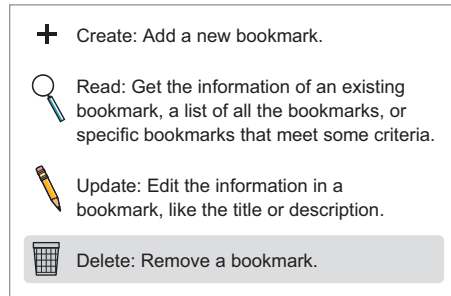 Create: Add a new bookmark.
Read: Get the information of an existing
bookmark, a list of all the bookmarks, or
specific bookmarks that meet some criteria.
Update: Edit the information in a
bookmark, like the title or description.
Delete: Remove a bookmark.